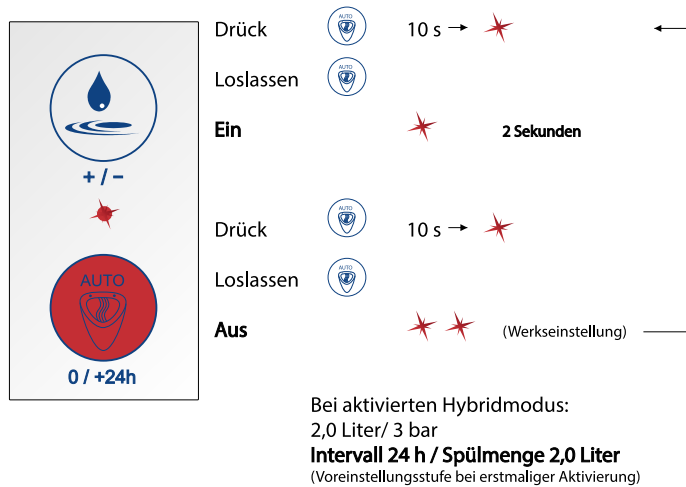 Drück AUTO 10 s →
Loslassen AUTO
Ein 2 Sekunden
+ / −
Drück AUTO 10 s →
AUTO
Loslassen AUTO
Aus (Werkseinstellung)
0 / +24h
Bei aktivierten Hybridmodus:
2,0 Liter/ 3 bar
Intervall 24 h / Spülmenge 2,0 Liter
(Voreinstellungsstufe bei erstmaliger Aktivierung)